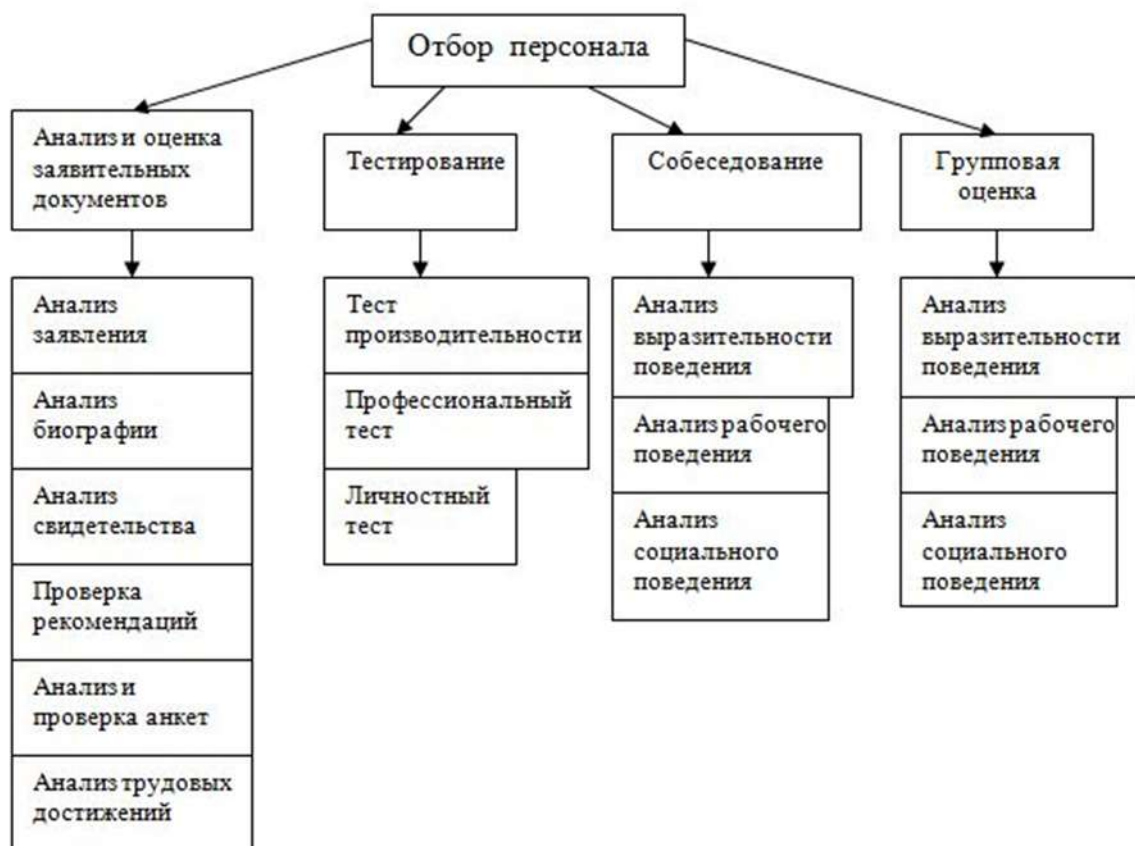 Отбор персонала
Анализ и оценка
заявительных
документов
Тестирование
Собеседование
Групповая
оценка
Анализ
заявления
Анализ
биографии
Анализ
свидетельства
Проверка
рекомендаций
Анализ и
проверка анкет
Анализ трудовых
достижений
Тест
производительности
Профессиональный
тест
Личностный
тест
Анализ
выразительности
поведения
Анализ рабочего
поведения
Анализ
социального
поведения
Анализ
выразительности
поведения
Анализ рабочего
поведения
Анализ
социального
поведения